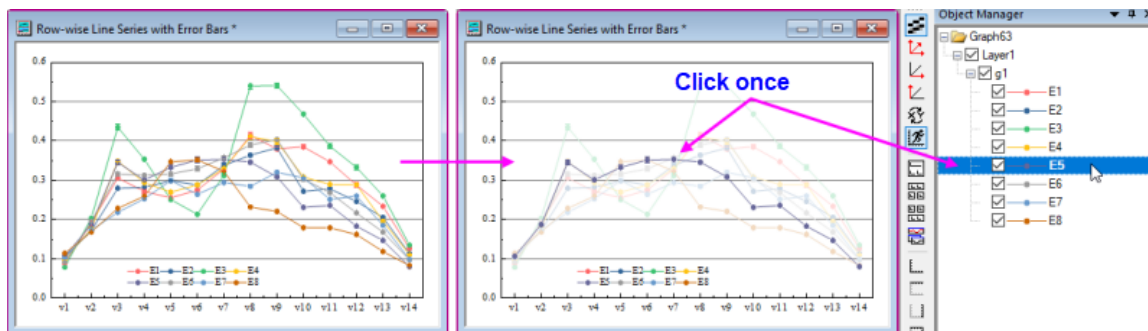 Row-wise Line Series with Error Bars *
0.6
0.5
0.4
0.3
0.2
0.1
0.0
E1 E2 E3 E4
E5 E6 E7 E8
v1 v2 v3 v4 v5 v6 v7 v8 v9 v10 v11 v12 v13 v14
Row-wise Line Series with Error Bars *
Click once
0.6
0.5
0.4
0.3
0.2
0.1
0.0
E1 E2 E3 E4
E5 E6 E7 E8
v1 v2 v3 v4 v5 v6 v7 v8 v9 v10 v11 v12 v13 v14
Object Manager
Graph63
Layer1
g1
E1
E2
E3
E4
E5
E6
E7
E8